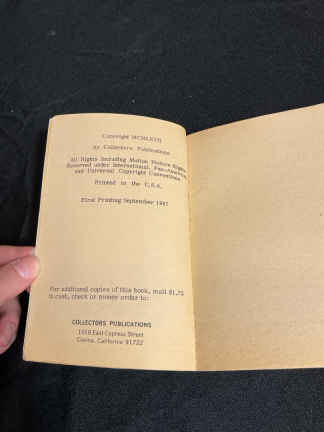 Copyright MCMLXVII
by Collectors Publications
All Rights Including Motion Picture Rights
Reserved under International, Pan-American
and Universal Copyright Conventions
Printed in the U.S.A.
First Printing September 1967
For additional copies of this book, mail $1.75
in cash, check or money order to:
COLLECTORS PUBLICATIONS
1018 East Cypress Street
Covina, California 91722